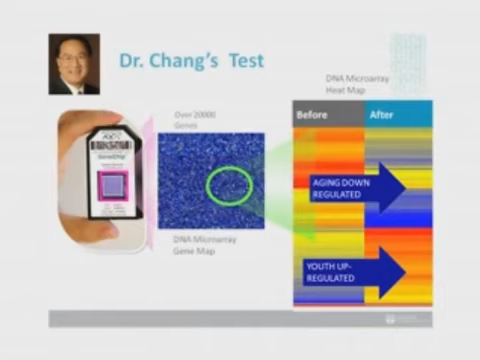 Dr. Chang's Test
DNA Microarray
Heat Map
Over 20000
Genes
Before
After
AGING DOWN
REGULATED
DNA Microarray
Gene Map
YOUTH UP-
REGULATED